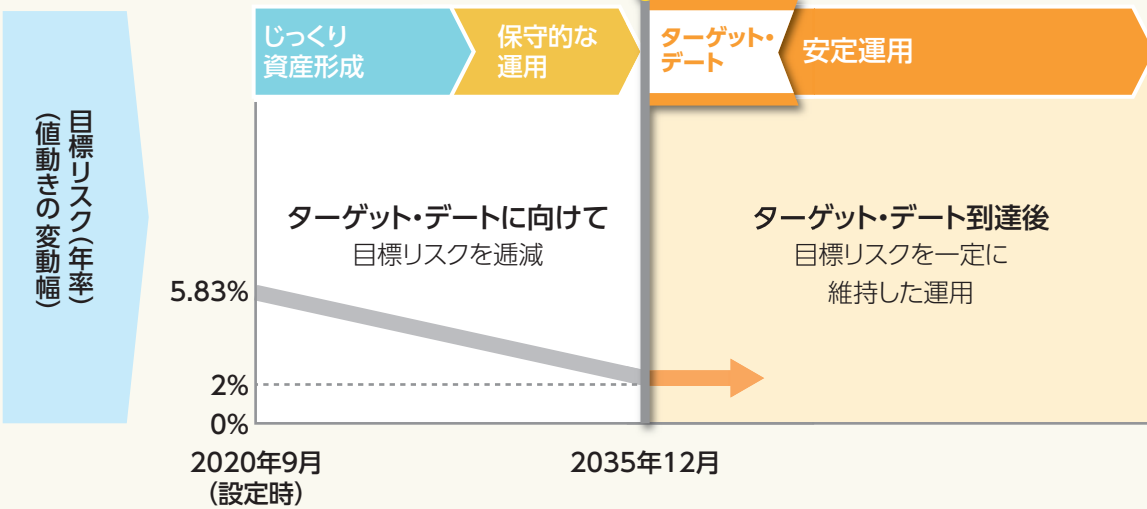 じっくり
資産形成
保守的な
運用
ターゲット・
デート
安定運用
目標リスク(年率)
(値動きの変動幅)
ターゲット・デートに向けて
目標リスクを逓減
ターゲット・デート到達後
目標リスクを一定に
維持した運用
5.83%
2%
0%
2020年9月
(設定時)
2035年12月